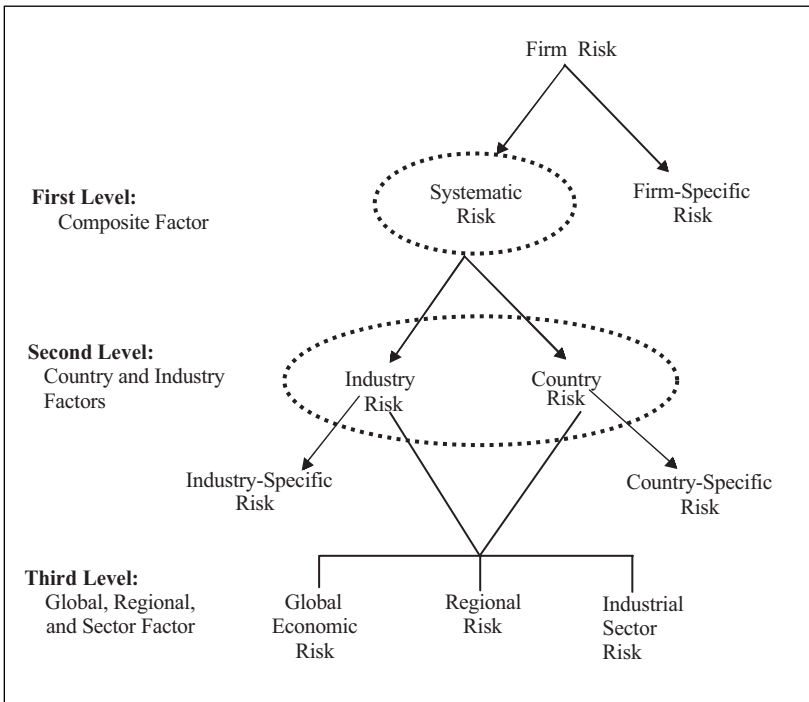 Firm Risk
First Level:
Composite Factor
Systematic
Risk
Firm-Specific
Risk
Second Level:
Country and Industry
Factors
Industry
Risk
Country
Risk
Industry-Specific
Risk
Country-Specific
Risk
Third Level:
Global, Regional,
and Sector Factor
Global
Economic
Risk
Regional
Risk
Industrial
Sector
Risk